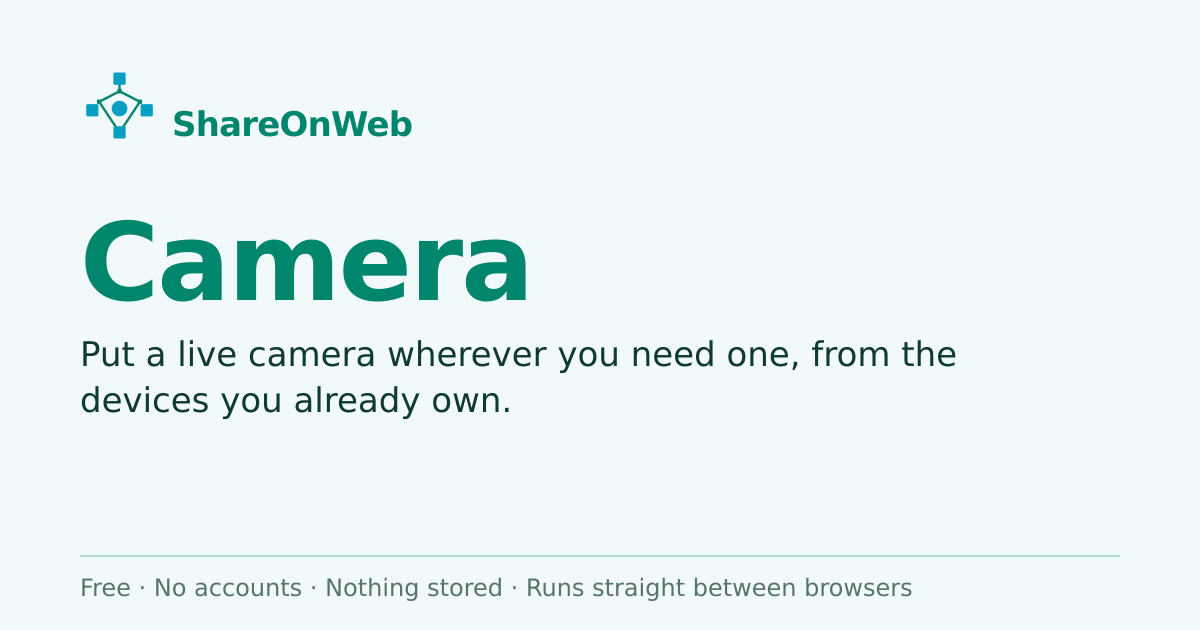 ShareOnWeb
Camera
Put a live camera wherever you need one, from the
devices you already own.
Free · No accounts · Nothing stored · Runs straight between browsers